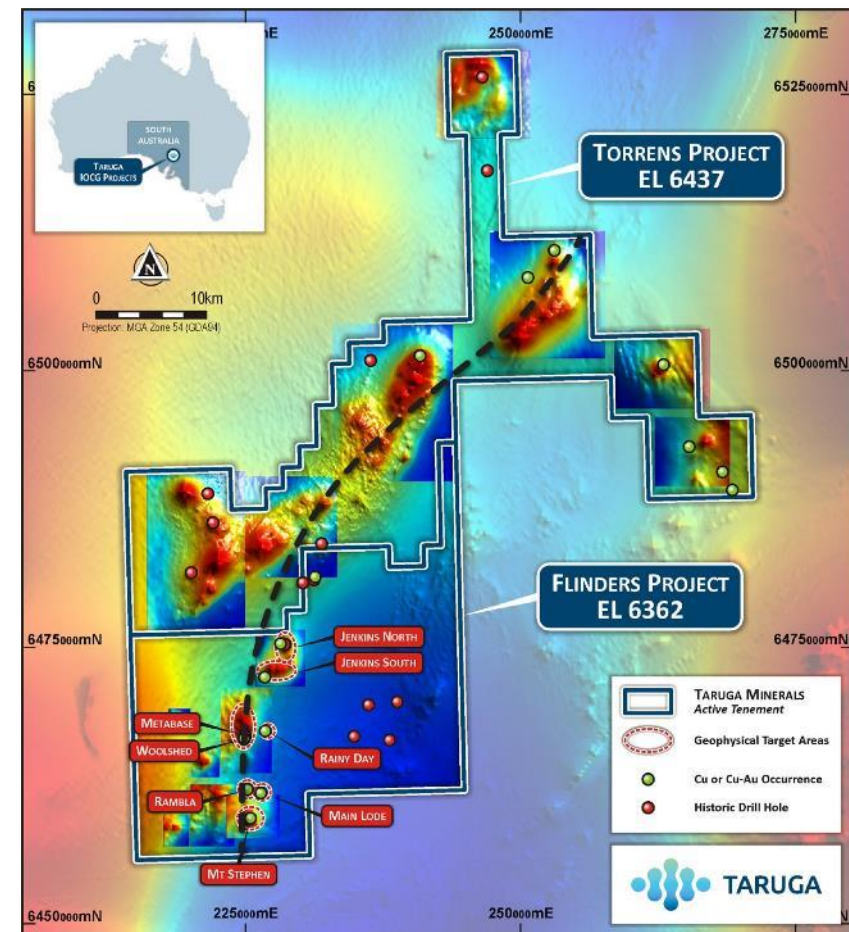 250000mE
275000mE
6525000mN
SOUTH
AUSTRALIA
TARUGA
IOCG PROJECTS
TORRENS PROJECT
EL 6437
N
0
10km
Projection: MGA Zone 54 (GDA94)
6500000mN
6500000mN
FLINDERS PROJECT
EL 6362
6475000mN
6475000mN
JENKINS NORTH
JENKINS SOUTH
METABASE
WOOLSHED
RAINY DAY
RAMBLA
MAIN LODE
MT STEPHEN
TARUGA MINERALS
Active Tenement
Geophysical Target Areas
Cu or Cu-Au Occurrence
Historic Drill Hole
TARUGA
6450000mN
225000mE
250000mE